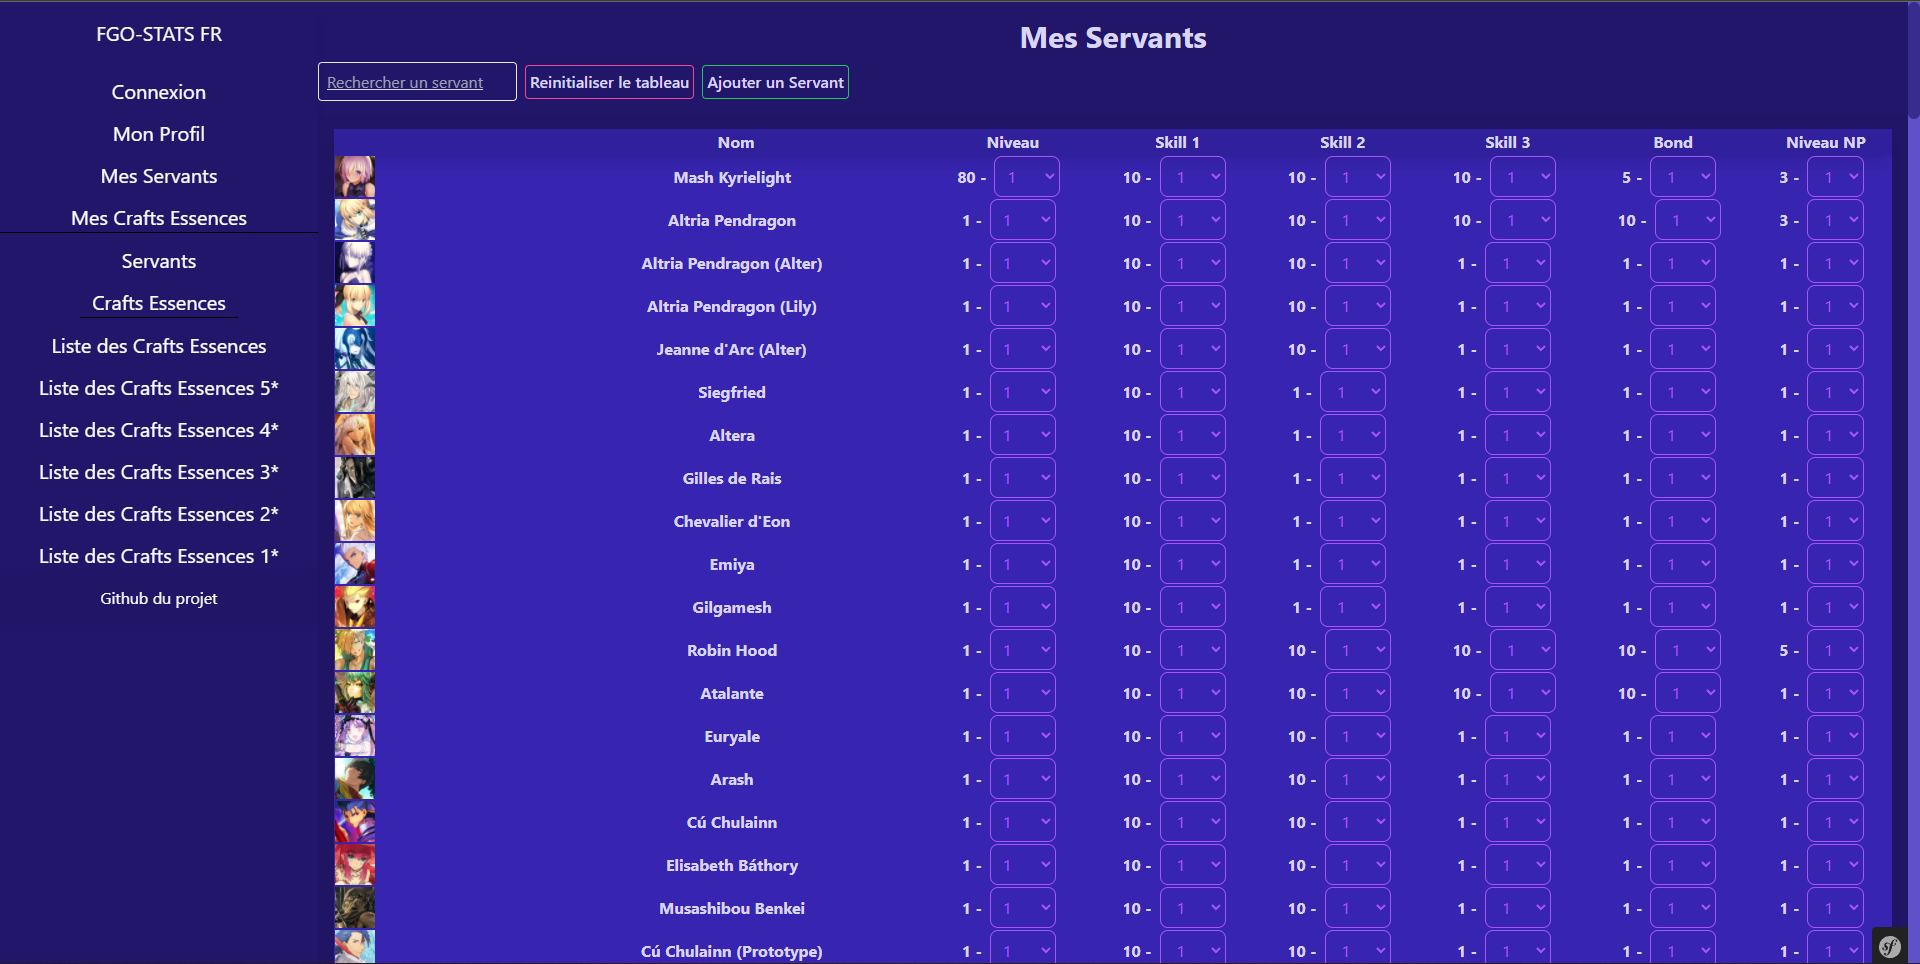 FGO-STATS FR
Connexion
Mon Profil
Mes Servants
Mes Crafts Essences
Servants
Crafts Essences
Liste des Crafts Essences
Liste des Crafts Essences 5*
Liste des Crafts Essences 4*
Liste des Crafts Essences 3*
Liste des Crafts Essences 2*
Liste des Crafts Essences 1*
Github du projet
Mes Servants
Rechercher un servant Reinitialiser le tableau Ajouter un Servant
Nom Niveau Skill 1 Skill 2 Skill 3 Bond Niveau NP
Mash Kyrielight 80 - 1 10 - 1 10 - 1 10 - 1 5 - 1 3 - 1
Altria Pendragon 1 - 1 10 - 1 10 - 1 10 - 1 10 - 1 3 - 1
Altria Pendragon (Alter) 1 - 1 10 - 1 10 - 1 1 - 1 1 - 1 1 - 1
Altria Pendragon (Lily) 1 - 1 10 - 1 10 - 1 1 - 1 1 - 1 1 - 1
Jeanne d'Arc (Alter) 1 - 1 10 - 1 10 - 1 1 - 1 1 - 1 1 - 1
Siegfried 1 - 1 10 - 1 1 - 1 1 - 1 1 - 1 1 - 1
Altera 1 - 1 10 - 1 1 - 1 1 - 1 1 - 1 1 - 1
Gilles de Rais 1 - 1 10 - 1 1 - 1 1 - 1 1 - 1 1 - 1
Chevalier d'Eon 1 - 1 10 - 1 1 - 1 1 - 1 1 - 1 1 - 1
Emiya 1 - 1 10 - 1 1 - 1 1 - 1 1 - 1 1 - 1
Gilgamesh 1 - 1 10 - 1 1 - 1 1 - 1 1 - 1 1 - 1
Robin Hood 1 - 1 10 - 1 10 - 1 10 - 1 10 - 1 5 - 1
Atalante 1 - 1 10 - 1 10 - 1 10 - 1 10 - 1 1 - 1
Euryale 1 - 1 10 - 1 10 - 1 1 - 1 1 - 1 1 - 1
Arash 1 - 1 10 - 1 10 - 1 1 - 1 1 - 1 1 - 1
Cú Chulainn 1 - 1 10 - 1 10 - 1 1 - 1 1 - 1 1 - 1
Elisabeth Báthory 1 - 1 10 - 1 10 - 1 1 - 1 1 - 1 1 - 1
Musashibou Benkei 1 - 1 10 - 1 10 - 1 1 - 1 1 - 1 1 - 1
Cú Chulainn (Prototype) 1 - 1 10 - 1 10 - 1 1 - 1 1 - 1 1 - 1
sf